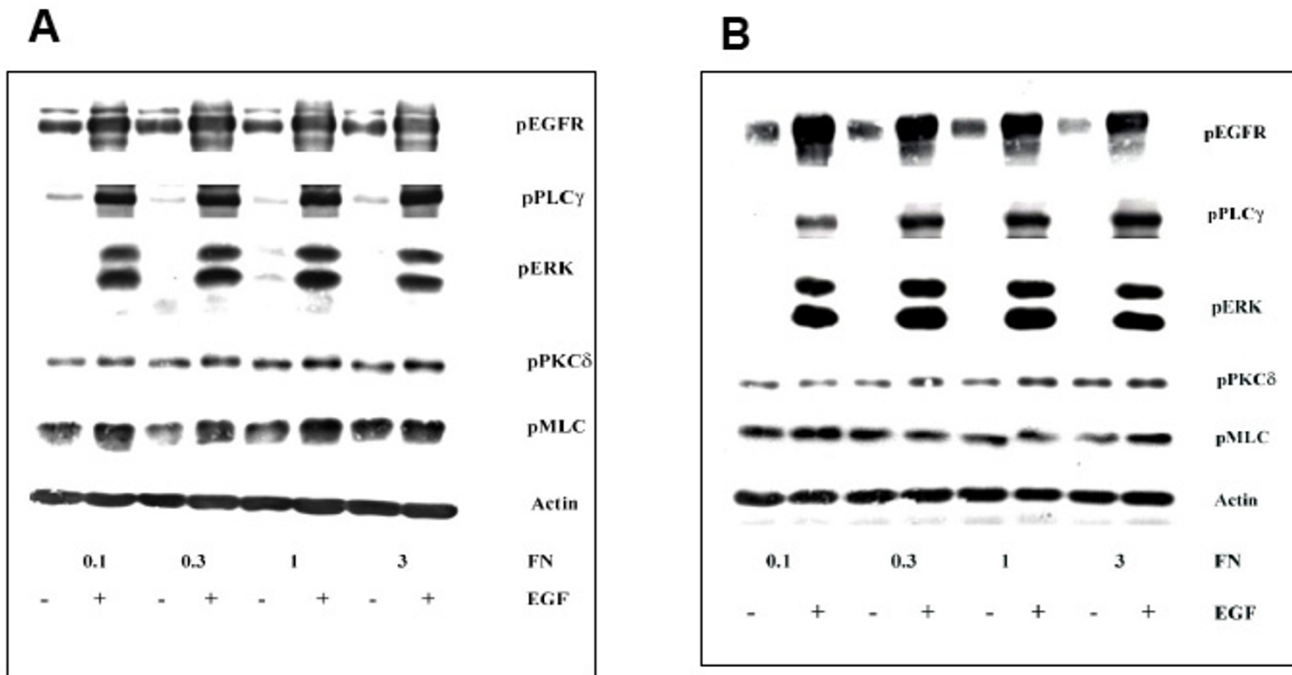 A
pEGFR
pPLCγ
pERK
pPKCδ
pMLC
Actin
0.1 0.3 1 3 FN
- + - + - + - + EGF
B
pEGFR
pPLCγ
pERK
pPKCδ
pMLC
Actin
0.1 0.3 1 3 FN
- + - + - + - + EGF